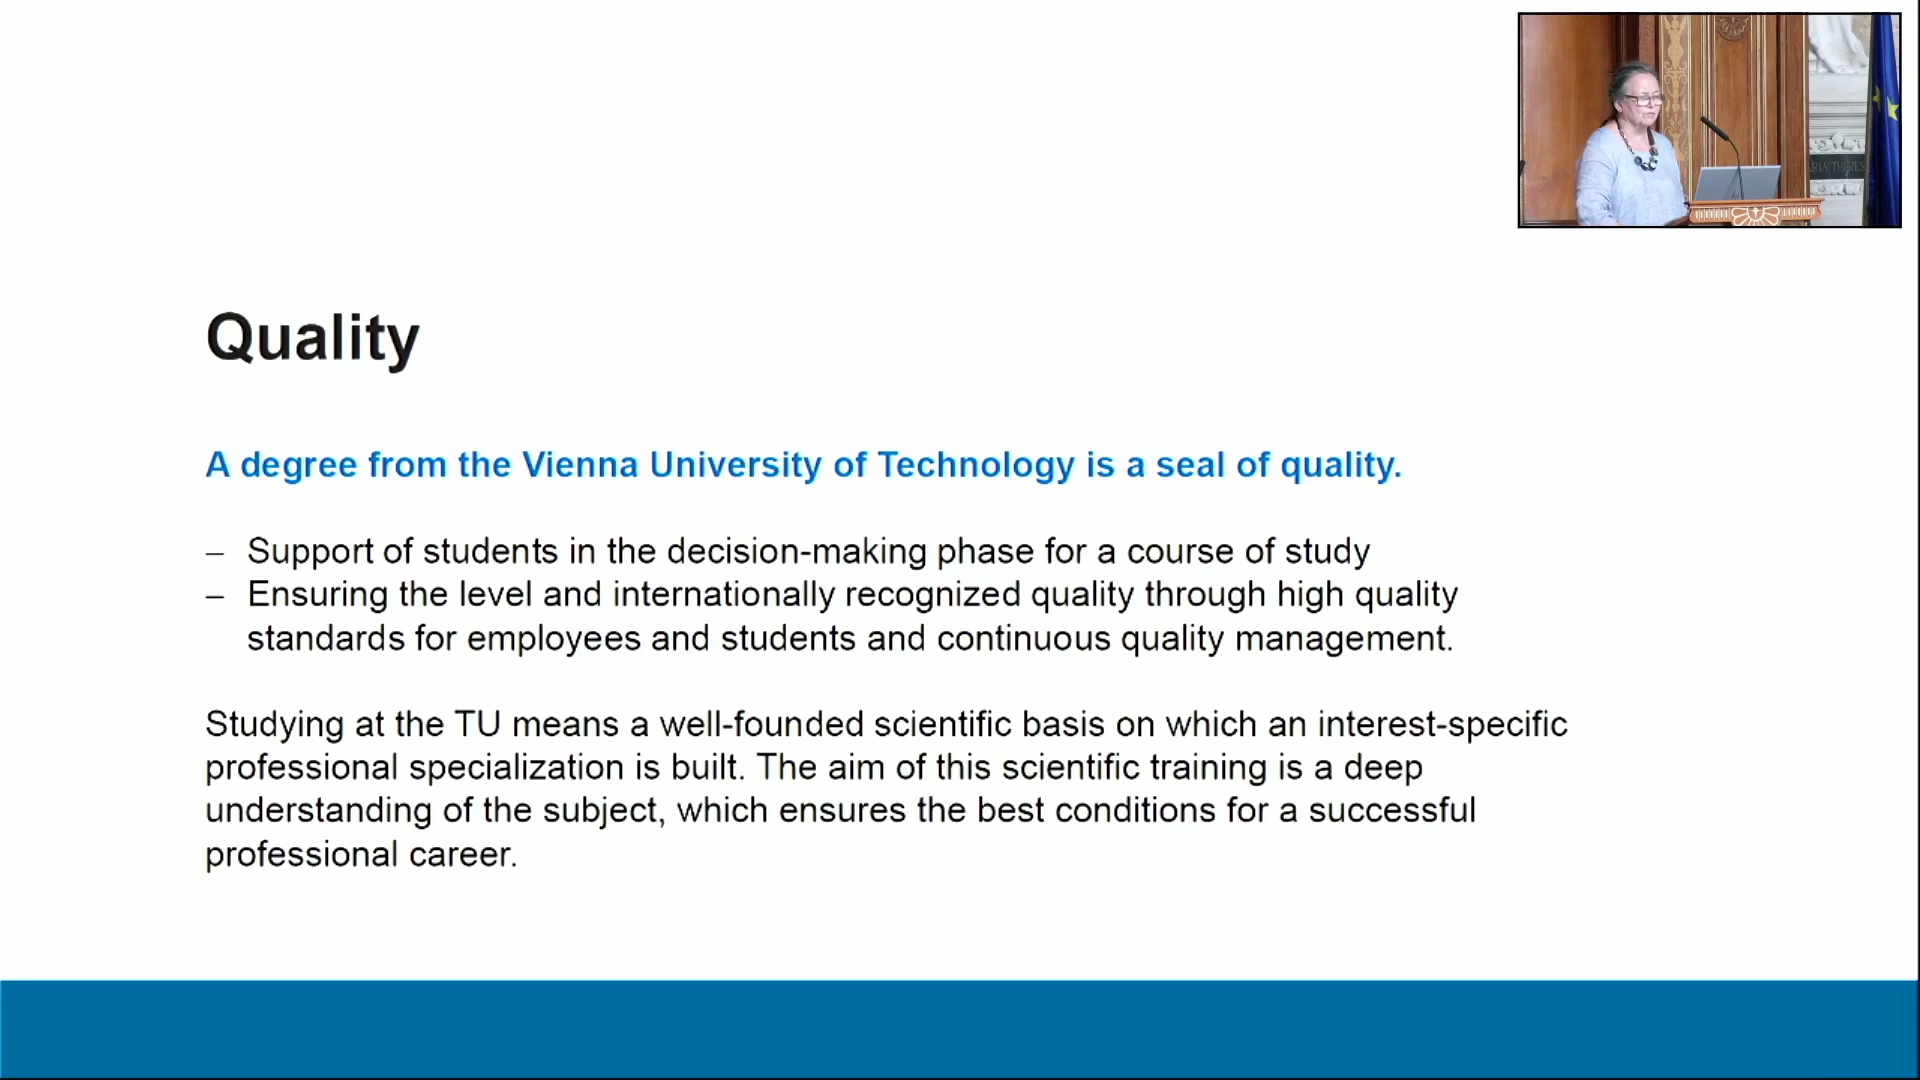 Quality
A degree from the Vienna University of Technology is a seal of quality.
– Support of students in the decision-making phase for a course of study
– Ensuring the level and internationally recognized quality through high quality
standards for employees and students and continuous quality management.
Studying at the TU means a well-founded scientific basis on which an interest-specific
professional specialization is built. The aim of this scientific training is a deep
understanding of the subject, which ensures the best conditions for a successful
professional career.